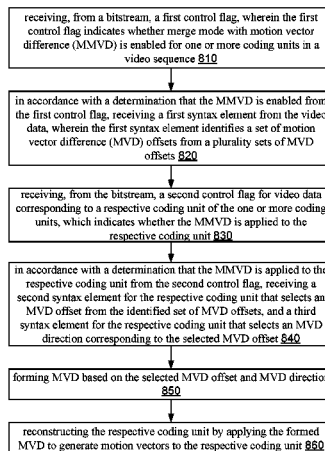 receiving, from a bitstream, a first control flag, wherein the first
control flag indicates whether merge mode with motion vector
difference (MMVD) is enabled for one or more coding units in a
video sequence 810
in accordance with a determination that the MMVD is enabled from
the first control flag, receiving a first syntax element from the video
data, wherein the first syntax element identifies a set of motion
vector difference (MVD) offsets from a plurality sets of MVD
offsets 820
receiving, from the bitstream, a second control flag for video data
corresponding to a respective coding unit of the one or more coding
units, which indicates whether the MMVD is applied to the
respective coding unit 830
in accordance with a determination that the MMVD is applied to the
respective coding unit from the second control flag, receiving a
second syntax element for the respective coding unit that selects an
MVD offset from the identified set of MVD offsets, and a third
syntax element for the respective coding unit that selects an MVD
direction corresponding to the selected MVD offset 840
forming MVD based on the selected MVD offset and MVD direction
850
reconstructing the respective coding unit by applying the formed
MVD to generate motion vectors to the respective coding unit 860